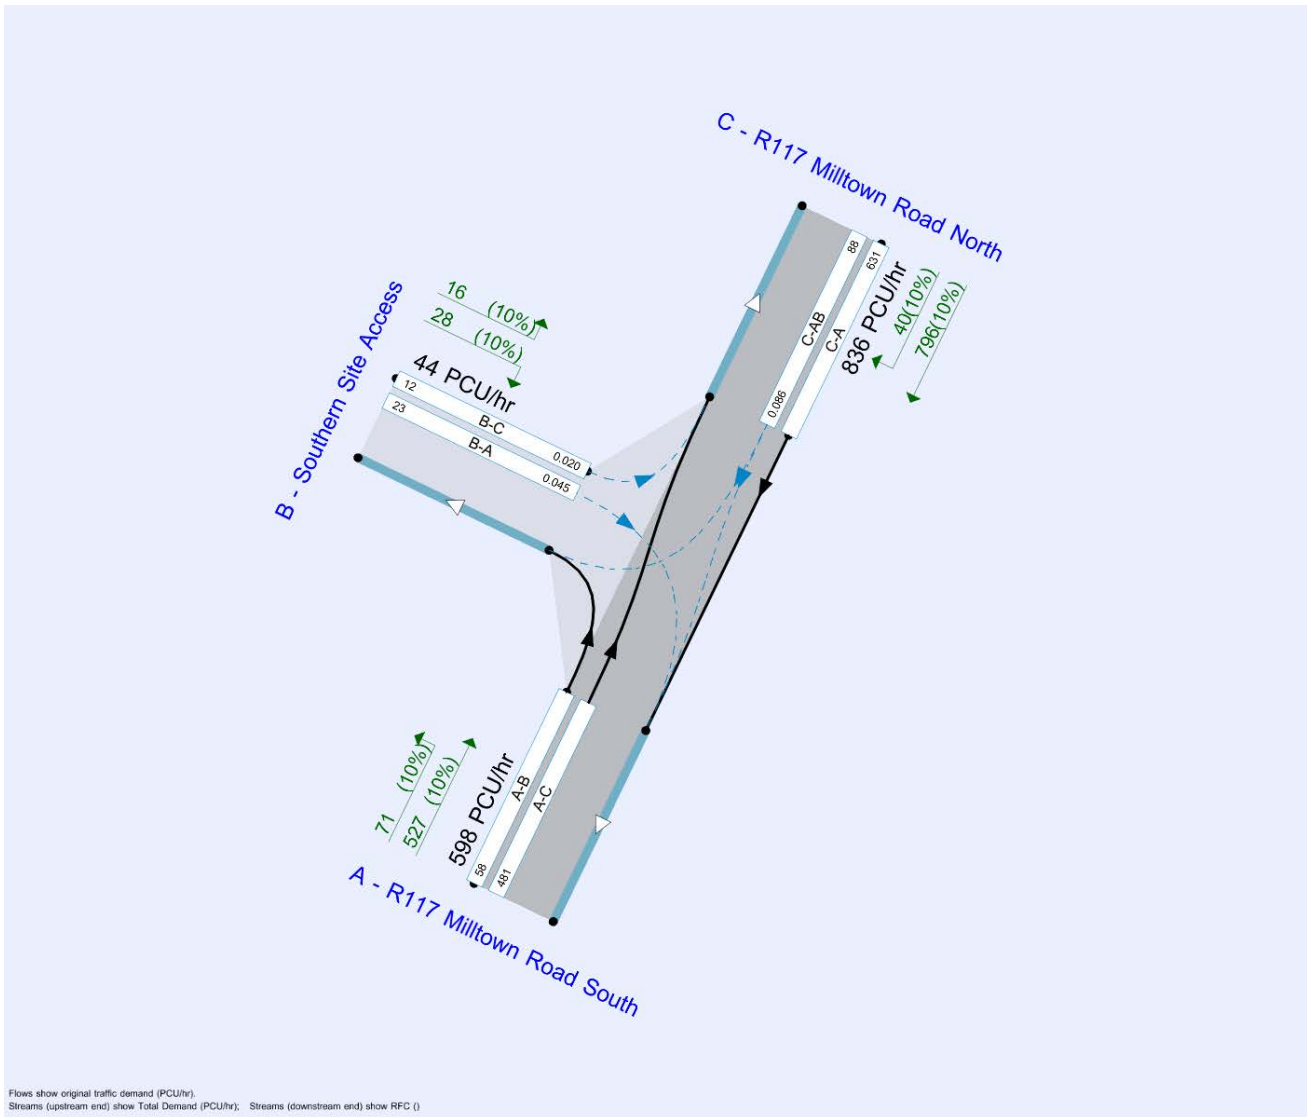 C - R117 Milltown Road North
88
631
C-AB
C-A
0.086
836 PCU/hr
40(10%)
796(10%)
B - Southern Site Access
16 (10%)
28 (10%)
44 PCU/hr
12
B-C
0.020
23
B-A
0.045
71 (10%)
527 (10%)
598 PCU/hr
A-B
A-C
58
481
A - R117 Milltown Road South
Flows show original traffic demand (PCU/hr).
Streams (upstream end) show Total Demand (PCU/hr); Streams (downstream end) show RFC ()